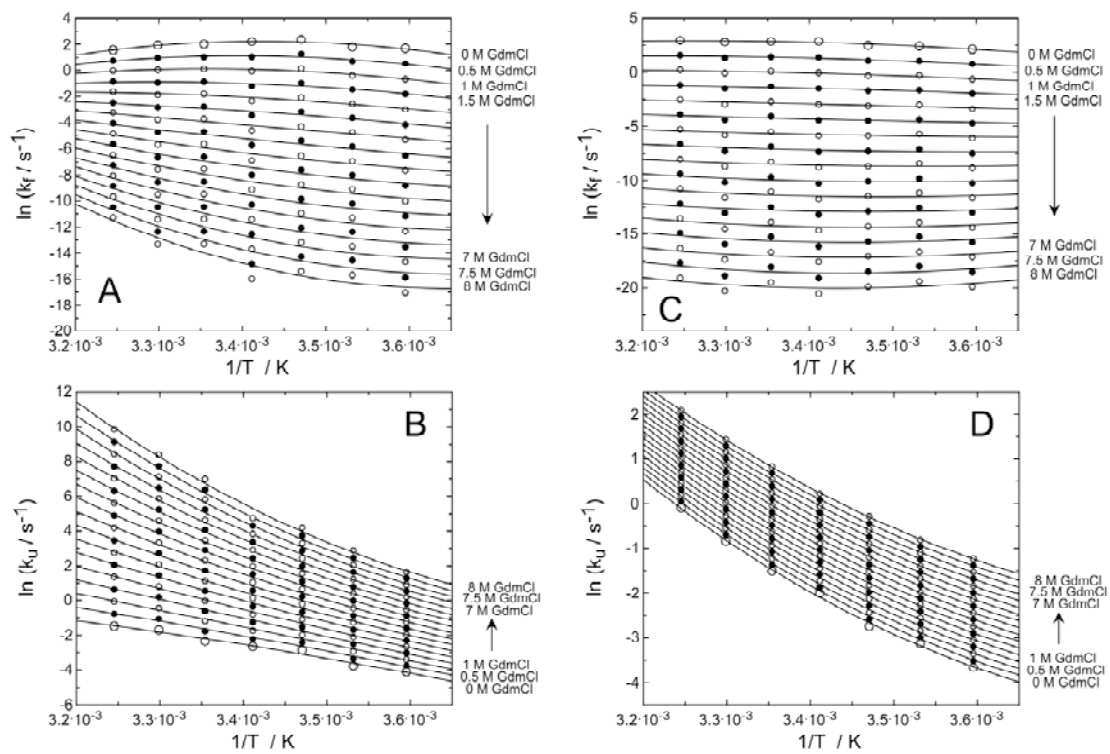 A
ln (kf / s⁻¹)
4
2
0
-2
-4
-6
-8
-10
-12
-14
-16
-18
-20
3.2·10⁻³
3.3·10⁻³
3.4·10⁻³
3.5·10⁻³
3.6·10⁻³
1/T / K
0 M GdmCl
0.5 M GdmCl
1 M GdmCl
1.5 M GdmCl
7 M GdmCl
7.5 M GdmCl
8 M GdmCl
C
ln (kf / s⁻¹)
5
0
-5
-10
-15
-20
3.2·10⁻³
3.3·10⁻³
3.4·10⁻³
3.5·10⁻³
3.6·10⁻³
1/T / K
0 M GdmCl
0.5 M GdmCl
1 M GdmCl
1.5 M GdmCl
7 M GdmCl
7.5 M GdmCl
8 M GdmCl
B
ln (ku / s⁻¹)
12
10
8
6
4
2
0
-2
-4
-6
3.2·10⁻³
3.3·10⁻³
3.4·10⁻³
3.5·10⁻³
3.6·10⁻³
1/T / K
8 M GdmCl
7.5 M GdmCl
7 M GdmCl
1 M GdmCl
0.5 M GdmCl
0 M GdmCl
D
ln (ku / s⁻¹)
2
1
0
-1
-2
-3
-4
3.2·10⁻³
3.3·10⁻³
3.4·10⁻³
3.5·10⁻³
3.6·10⁻³
1/T / K
8 M GdmCl
7.5 M GdmCl
7 M GdmCl
1 M GdmCl
0.5 M GdmCl
0 M GdmCl